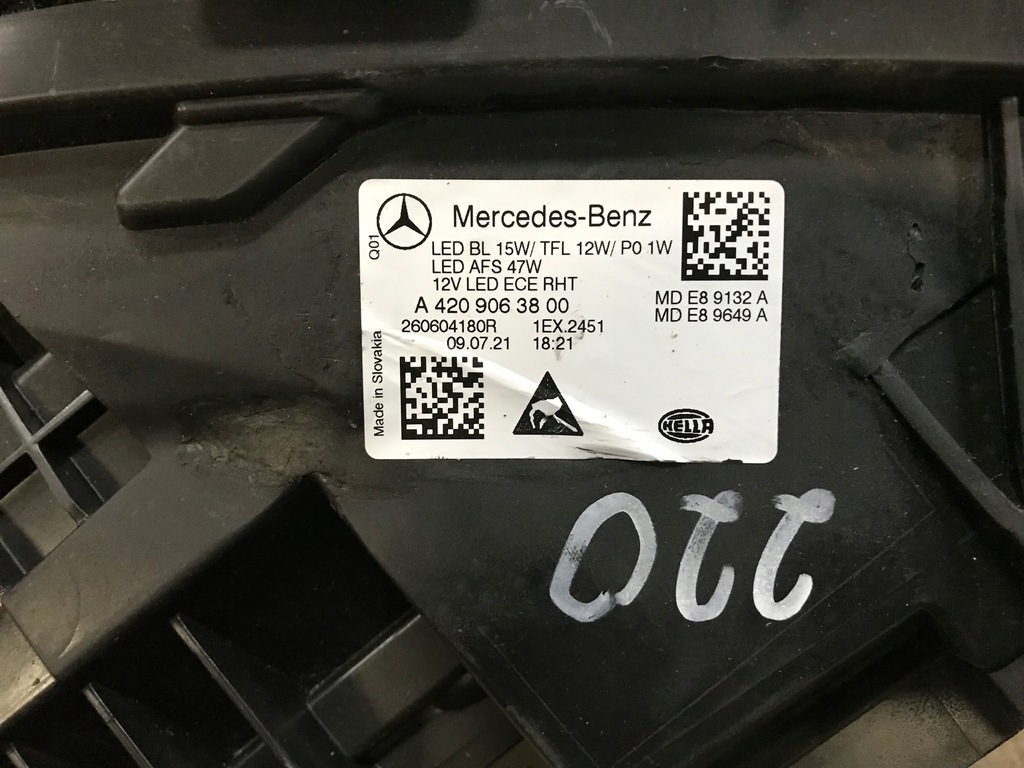 Mercedes-Benz
Q01
LED BL 15W/ TFL 12W/ P0 1W
LED AFS 47W
12V LED ECE RHT
A 420 906 38 00
MD E8 9132 A
MD E8 9649 A
260604180R 1EX.2451
09.07.21 18:21
Made in Slovakia
HELLA
022